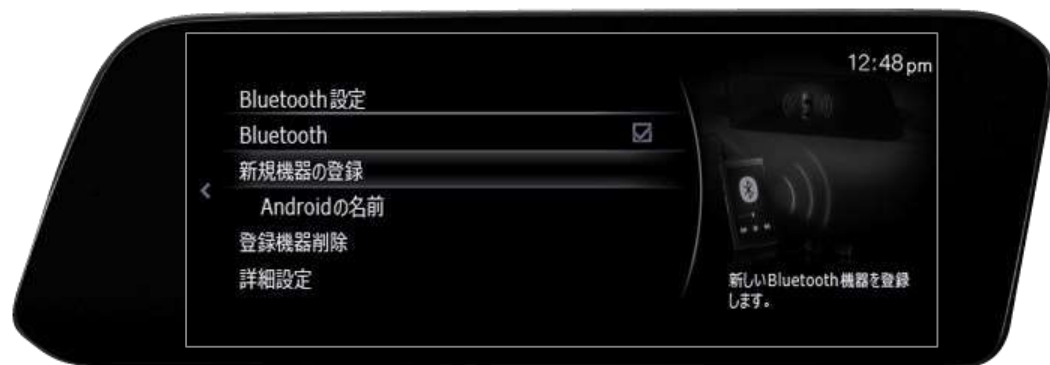 12:48 pm
Bluetooth設定
Bluetooth
新規機器の登録
Androidの名前
登録機器削除
詳細設定
新しいBluetooth機器を登録
します。